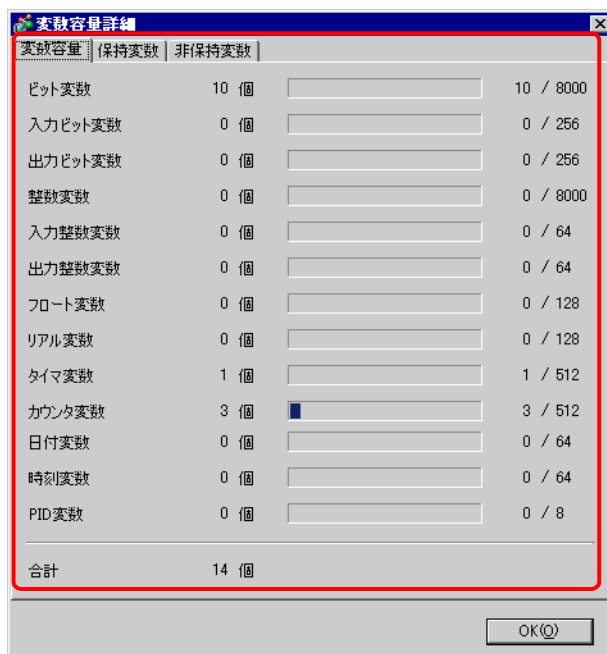 変数容量詳細
変数容量 保持変数 非保持変数
ビット変数 10 個 10 / 8000
入力ビット変数 0 個 0 / 256
出力ビット変数 0 個 0 / 256
整数変数 0 個 0 / 8000
入力整数変数 0 個 0 / 64
出力整数変数 0 個 0 / 64
フロート変数 0 個 0 / 128
リアル変数 0 個 0 / 128
タイマ変数 1 個 1 / 512
カウンタ変数 3 個 3 / 512
日付変数 0 個 0 / 64
時刻変数 0 個 0 / 64
PID変数 0 個 0 / 8
合計 14 個
OK(O)